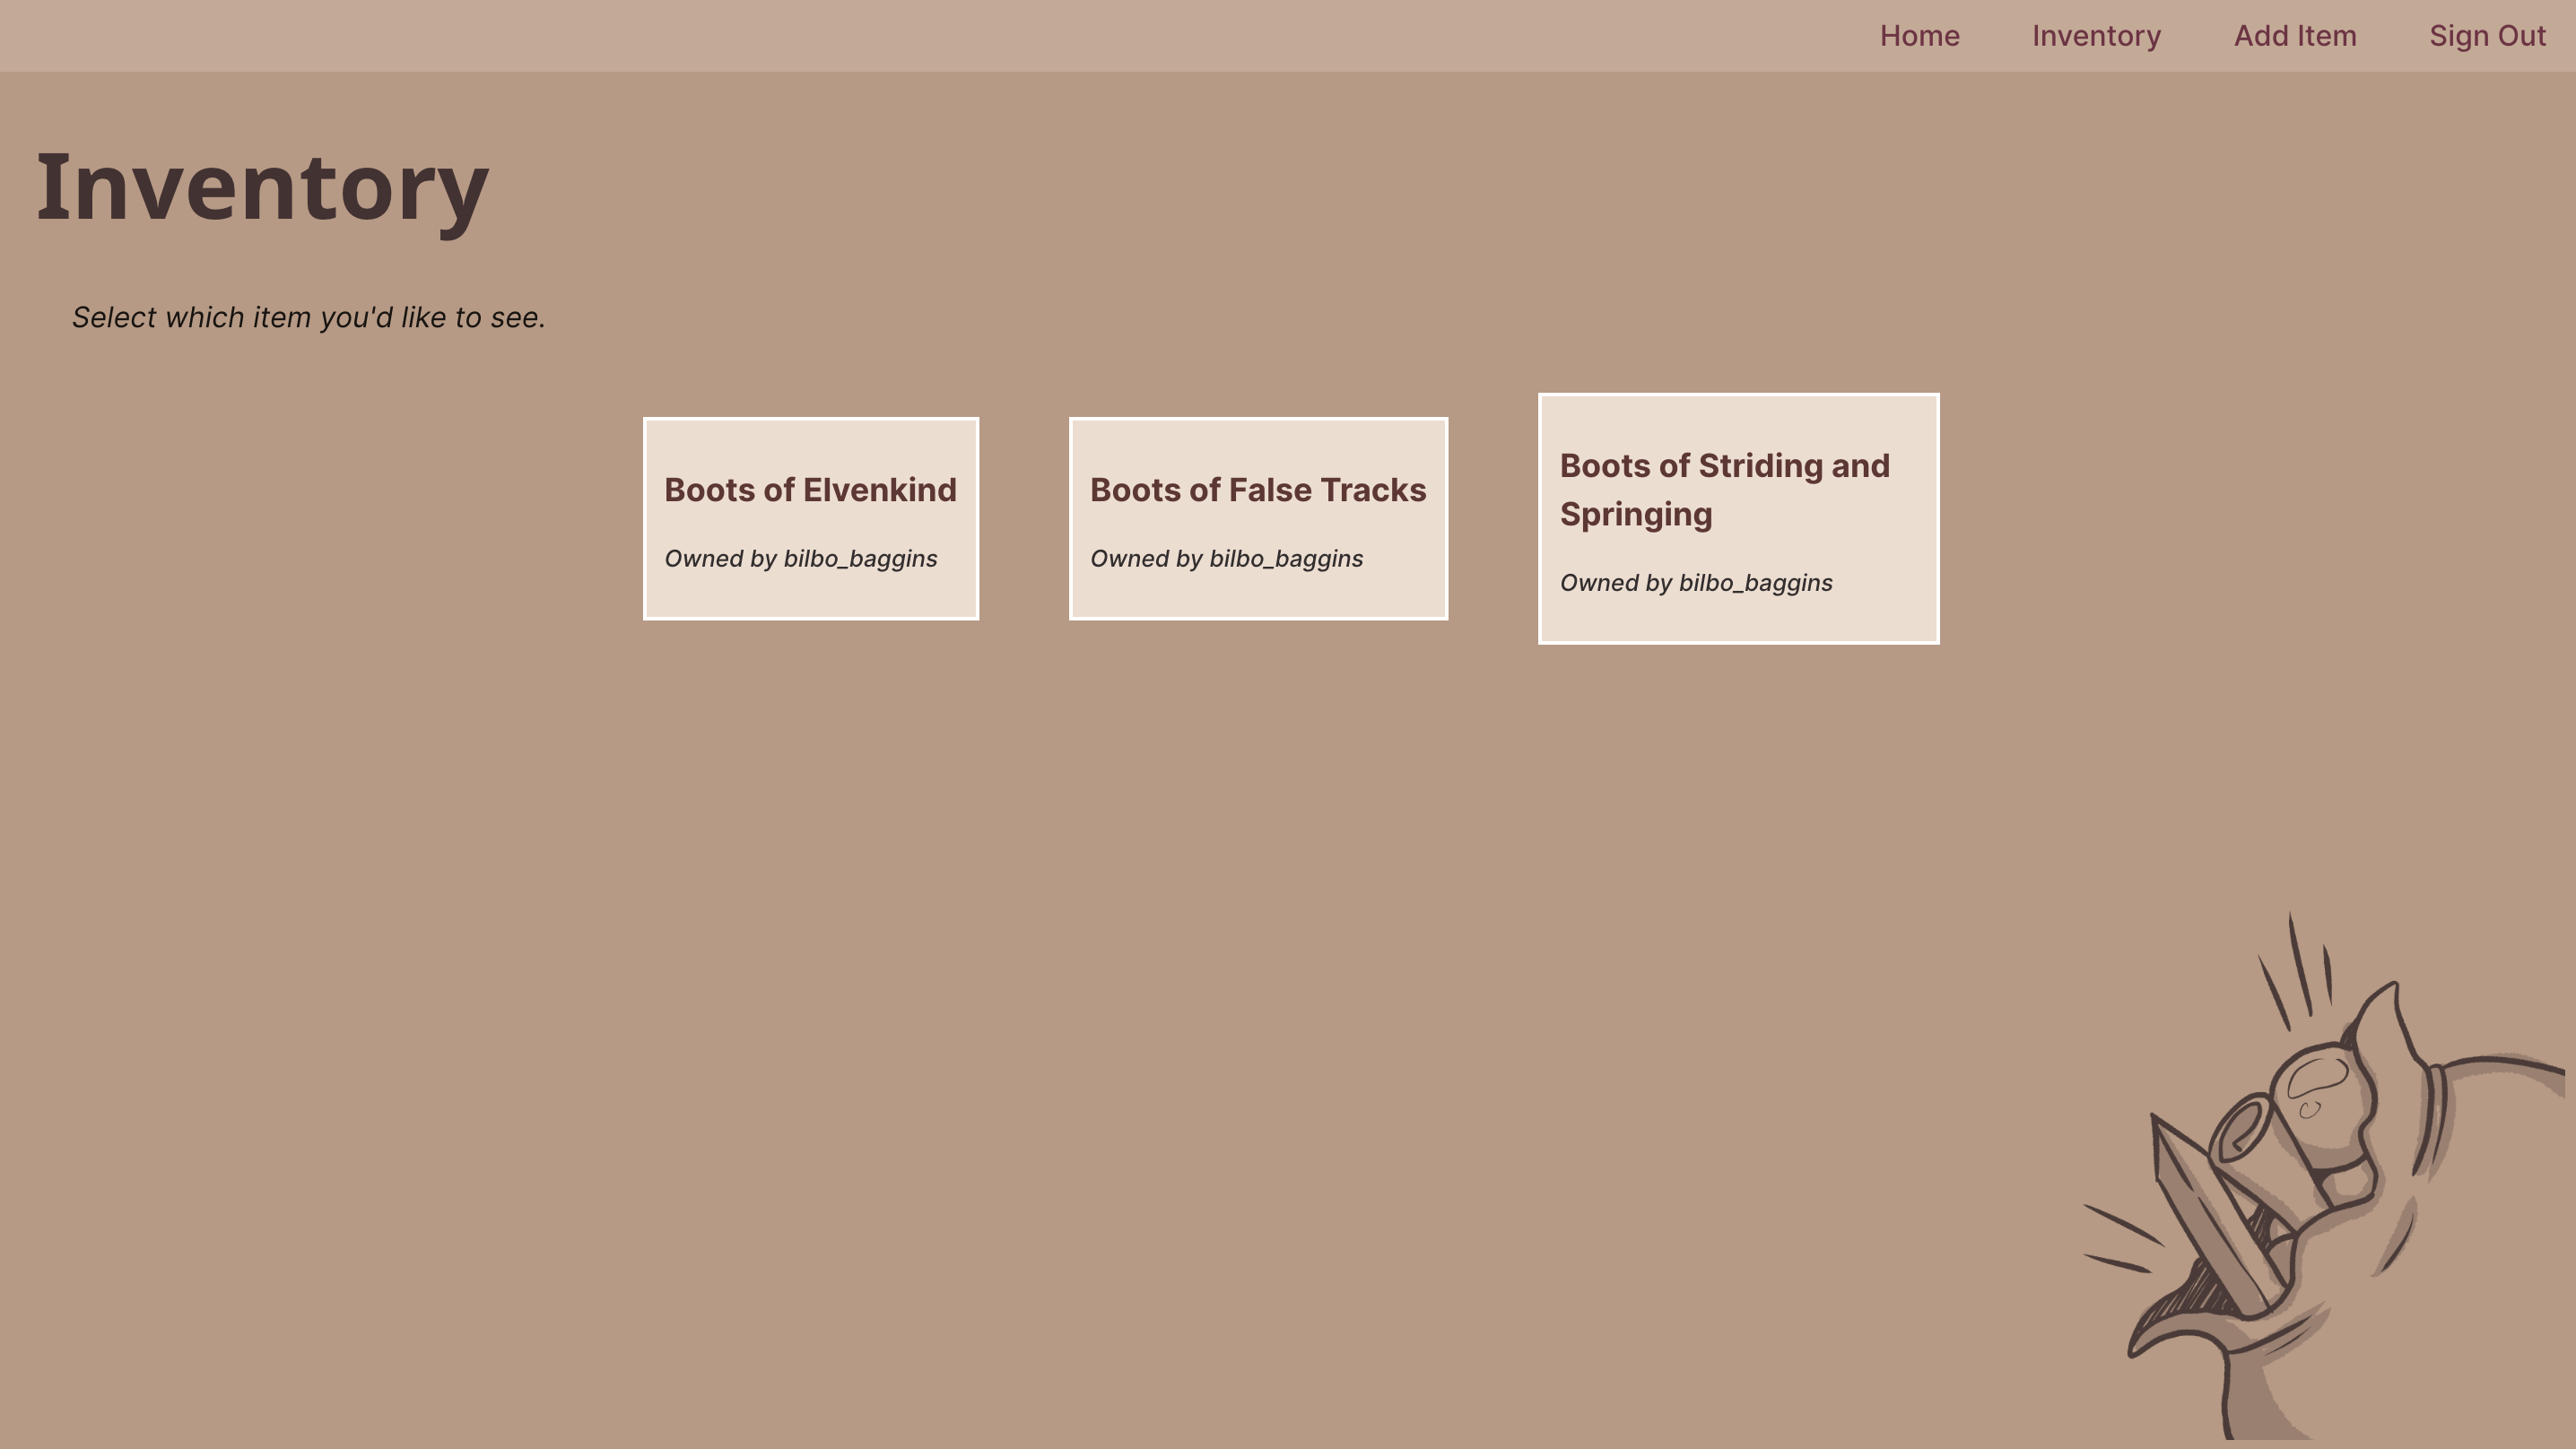 Home Inventory Add Item Sign Out
Inventory
Select which item you'd like to see.
Boots of Elvenkind
Owned by bilbo_baggins
Boots of False Tracks
Owned by bilbo_baggins
Boots of Striding and
Springing
Owned by bilbo_baggins